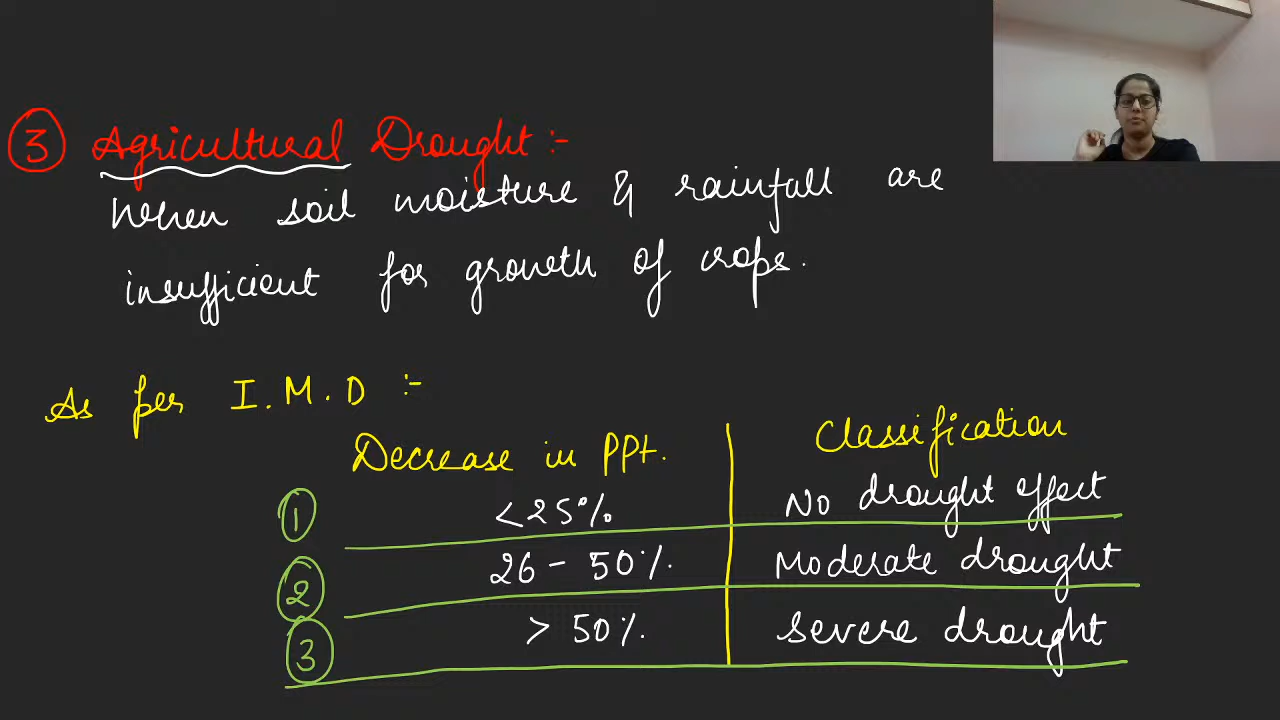 3 Agricultural Drought :-
When soil moisture & rainfall are
insufficient for growth of crops.
As per I.M.D :-
Decrease in PPt. Classification
1 <25% No drought effect
2 26 - 50% Moderate drought
3 > 50% Severe drought